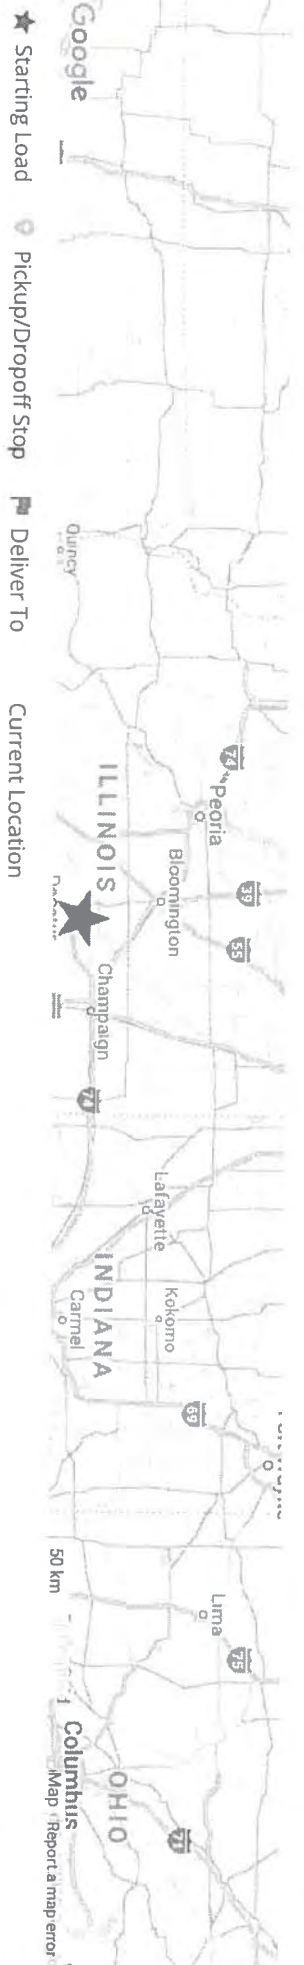 74
Peoria
39
55
Bloomington
Quincy
ILLINOIS
Champaign
74
Lafayette
Kokomo
INDIANA
Carmel
69
Lima
75
OHIO
71
Columbus
Google
50 km
Map
Report a map error
Starting Load
Pickup/Dropoff Stop
Deliver To
Current Location